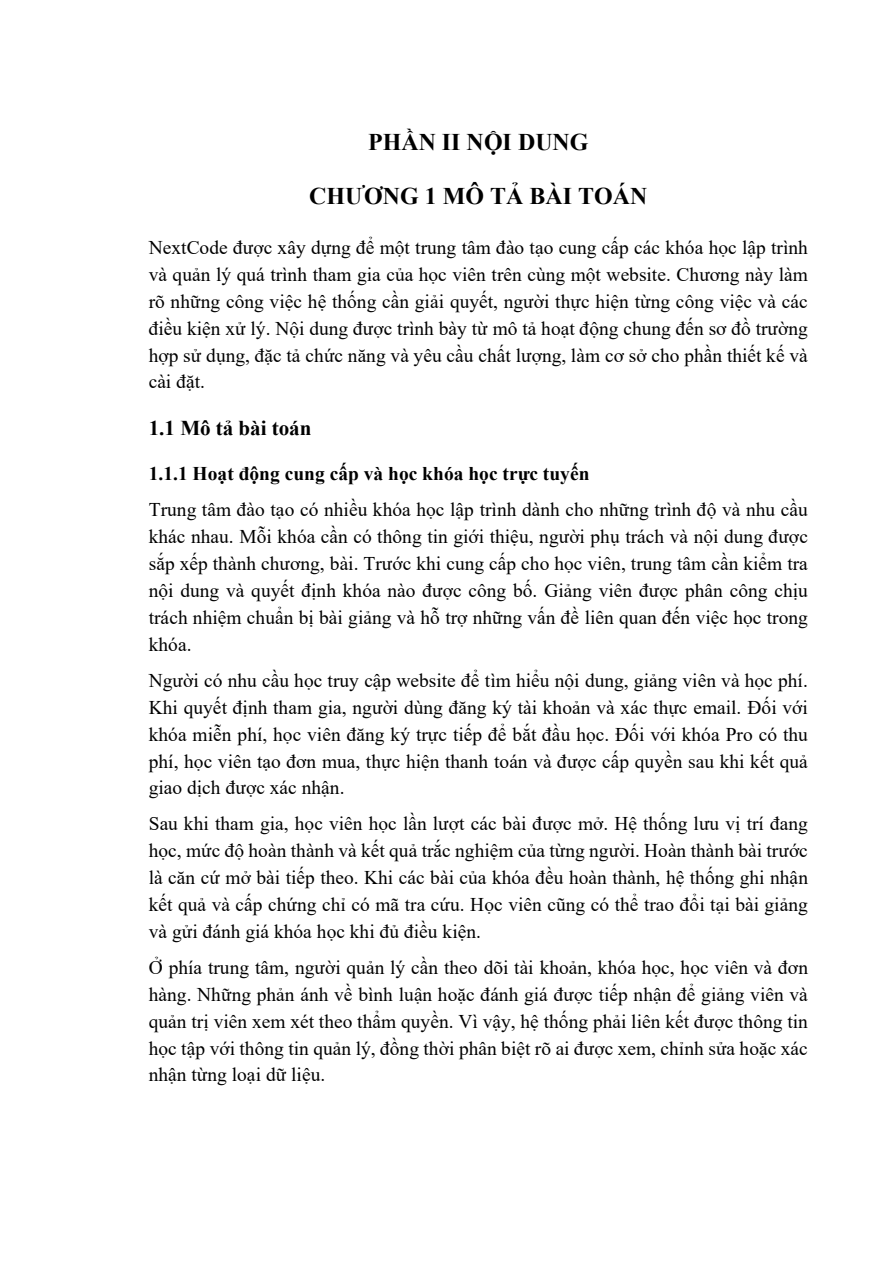 PHẦN II NỘI DUNG
CHƯƠNG 1 MÔ TẢ BÀI TOÁN
NextCode được xây dựng để một trung tâm đào tạo cung cấp các khóa học lập trình
và quản lý quá trình tham gia của học viên trên cùng một website. Chương này làm
rõ những công việc hệ thống cần giải quyết, người thực hiện từng công việc và các
điều kiện xử lý. Nội dung được trình bày từ mô tả hoạt động chung đến sơ đồ trường
hợp sử dụng, đặc tả chức năng và yêu cầu chất lượng, làm cơ sở cho phần thiết kế và
cài đặt.
1.1 Mô tả bài toán
1.1.1 Hoạt động cung cấp và học khóa học trực tuyến
Trung tâm đào tạo có nhiều khóa học lập trình dành cho những trình độ và nhu cầu
khác nhau. Mỗi khóa cần có thông tin giới thiệu, người phụ trách và nội dung được
sắp xếp thành chương, bài. Trước khi cung cấp cho học viên, trung tâm cần kiểm tra
nội dung và quyết định khóa nào được công bố. Giảng viên được phân công chịu
trách nhiệm chuẩn bị bài giảng và hỗ trợ những vấn đề liên quan đến việc học trong
khóa.
Người có nhu cầu học truy cập website để tìm hiểu nội dung, giảng viên và học phí.
Khi quyết định tham gia, người dùng đăng ký tài khoản và xác thực email. Đối với
khóa miễn phí, học viên đăng ký trực tiếp để bắt đầu học. Đối với khóa Pro có thu
phí, học viên tạo đơn mua, thực hiện thanh toán và được cấp quyền sau khi kết quả
giao dịch được xác nhận.
Sau khi tham gia, học viên học lần lượt các bài được mở. Hệ thống lưu vị trí đang
học, mức độ hoàn thành và kết quả trắc nghiệm của từng người. Hoàn thành bài trước
là căn cứ mở bài tiếp theo. Khi các bài của khóa đều hoàn thành, hệ thống ghi nhận
kết quả và cấp chứng chỉ có mã tra cứu. Học viên cũng có thể trao đổi tại bài giảng
và gửi đánh giá khóa học khi đủ điều kiện.
Ở phía trung tâm, người quản lý cần theo dõi tài khoản, khóa học, học viên và đơn
hàng. Những phản ánh về bình luận hoặc đánh giá được tiếp nhận để giảng viên và
quản trị viên xem xét theo thẩm quyền. Vì vậy, hệ thống phải liên kết được thông tin
học tập với thông tin quản lý, đồng thời phân biệt rõ ai được xem, chỉnh sửa hoặc xác
nhận từng loại dữ liệu.